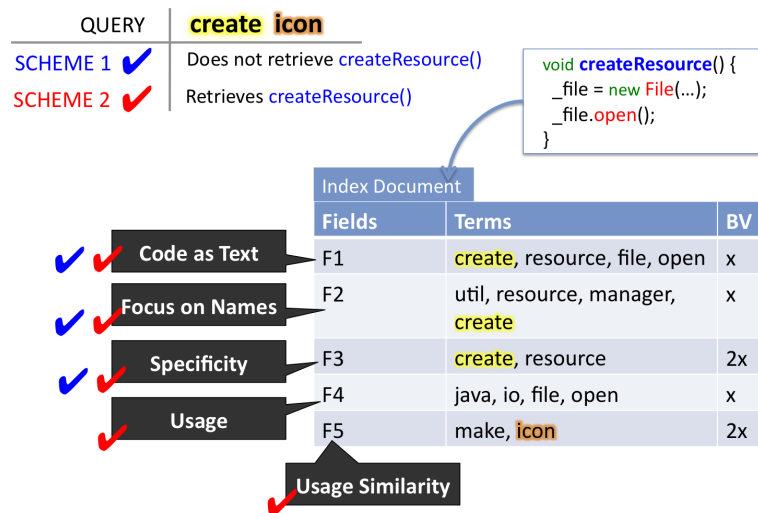 QUERY create icon
SCHEME 1 Does not retrieve createResource()
SCHEME 2 Retrieves createResource()
void createResource() {
_file = new File(...);
_file.open();
}
Index Document
Fields Terms BV
Code as Text F1 create, resource, file, open x
Focus on Names F2 util, resource, manager, x
create
Specificity F3 create, resource 2x
Usage F4 java, io, file, open x
F5 make, icon 2x
Usage Similarity